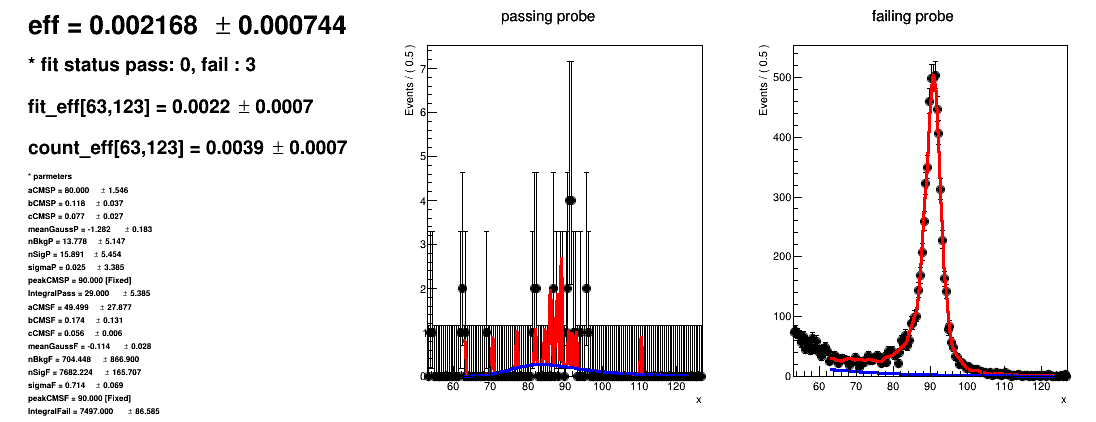 eff = 0.002168 ± 0.000744
* fit status pass: 0, fail : 3
fit_eff[63,123] = 0.0022 ± 0.0007
count_eff[63,123] = 0.0039 ± 0.0007
* parmeters
aCMSP = 80.000 ± 1.546
bCMSP = 0.118 ± 0.037
cCMSP = 0.077 ± 0.027
meanGaussP = -1.282 ± 0.183
nBkgP = 13.778 ± 5.147
nSigP = 15.891 ± 5.454
sigmaP = 0.025 ± 3.385
peakCMSP = 90.000 [Fixed]
IntegralPass = 29.000 ± 5.385
aCMSF = 49.499 ± 27.877
bCMSF = 0.174 ± 0.131
cCMSF = 0.056 ± 0.006
meanGaussF = -0.114 ± 0.028
nBkgF = 704.448 ± 866.900
nSigF = 7682.224 ± 165.707
sigmaF = 0.714 ± 0.069
peakCMSF = 90.000 [Fixed]
IntegralFail = 7497.000 ± 86.585
passing probe
Events / ( 0.5 )
7
6
5
4
3
2
1
0
60 70 80 90 100 110 120
x
failing probe
Events / ( 0.5 )
500
400
300
200
100
0
60 70 80 90 100 110 120
x